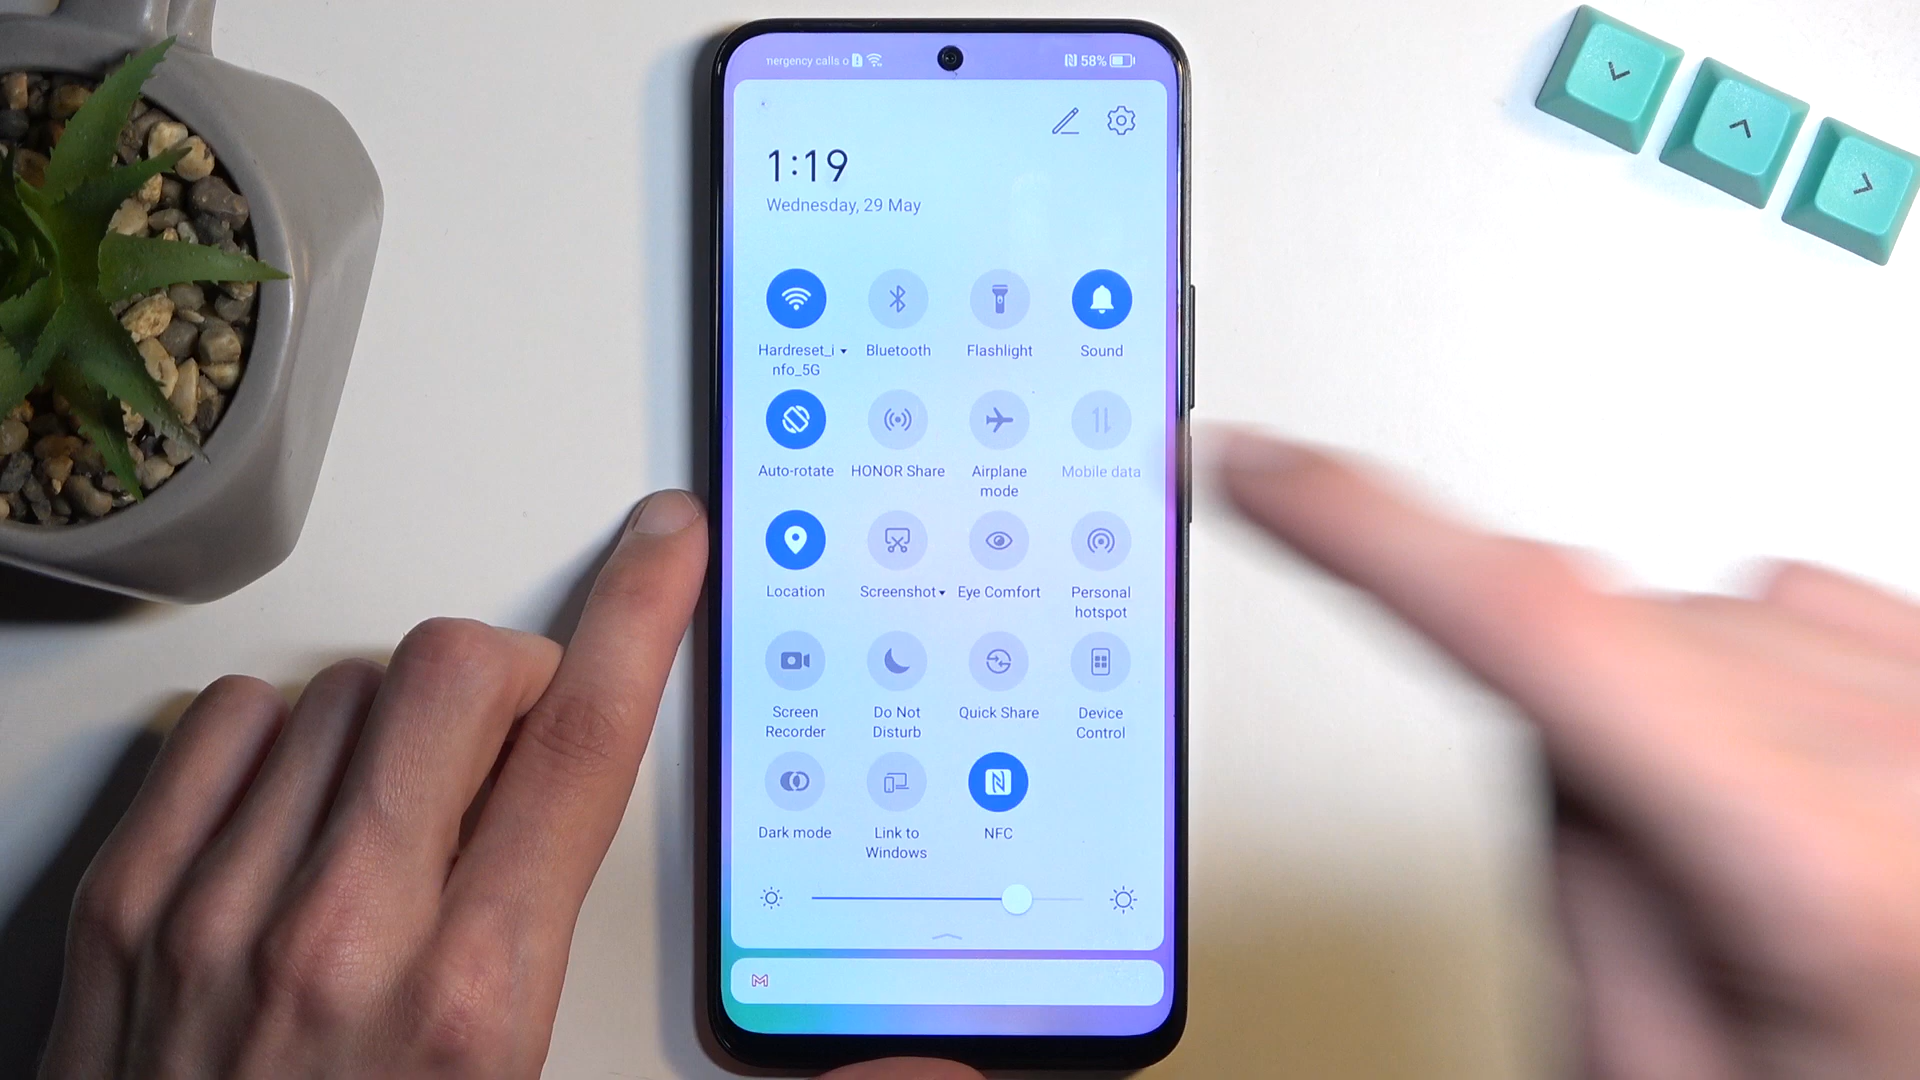 nergency calls o
58%
1:19
Wednesday, 29 May
Hardreset_i
nfo_5G
Bluetooth
Flashlight
Sound
Auto-rotate
HONOR Share
Airplane
mode
Mobile data
Location
Screenshot
Eye Comfort
Personal
hotspot
Screen
Recorder
Do Not
Disturb
Quick Share
Device
Control
Dark mode
Link to
Windows
NFC